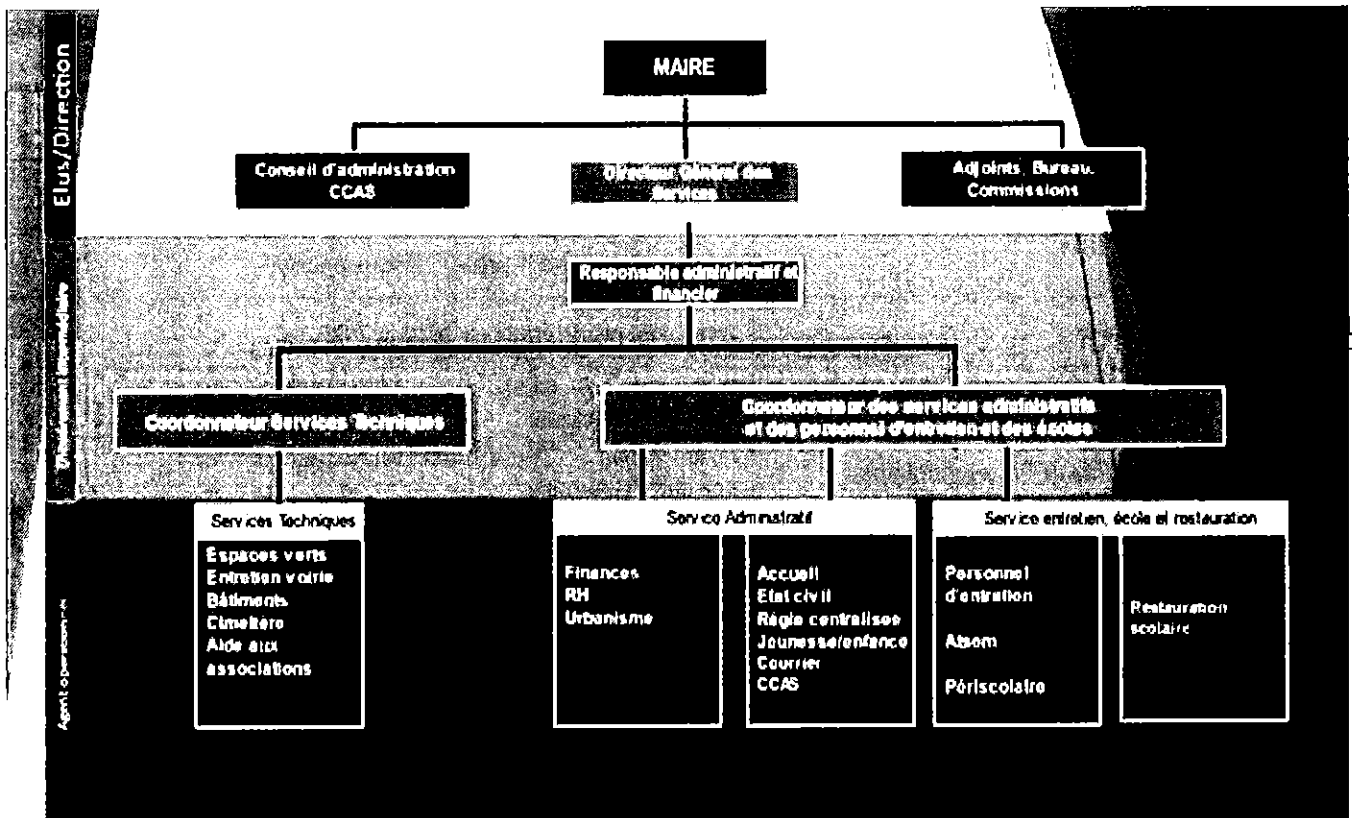 Elus/Direction
MAIRE
Conseil d'administration
CCAS
Directeur Général des
Services
Adjoints, Bureau,
Commissions
Responsable administratif et
financier
Coordonnateur Services Techniques
Coordonnateur des services administratifs
et des personnel d'entretien et des écoles
Services Techniques
Espaces verts
Entretien voirie
Bâtiments
Cimetière
Aide aux
associations
Service Administratif
Finances
RH
Urbanisme
Accueil
Etat civil
Régie centralisée
Jeunesse/enfance
Courrier
CCAS
Service entretien, école et restauration
Personnel
d'entretien
Atsem
Périscolaire
Restauration
scolaire